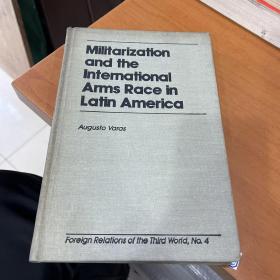 Militarization
and the
International
Arms Race in
Latin America
Augusto Varas
Foreign Relations of the Third World, No. 4